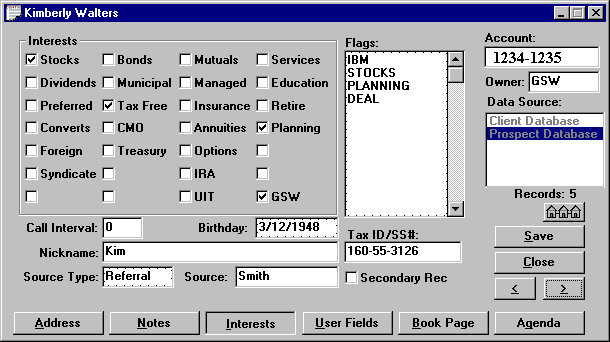 Kimberly Walters
Interests
Stocks Bonds Mutuals Services
Dividends Municipal Managed Education
Preferred Tax Free Insurance Retire
Converts CMO Annuities Planning
Foreign Treasury Options
Syndicate IRA
UIT GSW
Call Interval: 0 Birthday: 3/12/1948
Nickname: Kim
Source Type: Referral Source: Smith
Flags:
IBM
STOCKS
PLANNING
DEAL
Tax ID/SS#:
160-55-3126
Secondary Rec
Account:
1234-1235
Owner: GSW
Data Source:
Client Database
Prospect Database
Records: 5
Save
Close
< >
Address Notes Interests User Fields Book Page Agenda